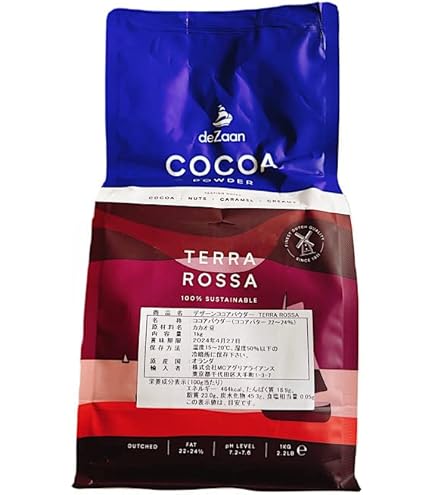 deZaan
COCOA
POWDER
TASTING NOTES
COCOA · NUTS · CARAMEL · CREAMY
FINEST DUTCH QUALITY
SINCE 1911
TERRA
ROSSA
100% SUSTAINABLE
商品名 デザーンココアパウダー TERRA ROSSA
名称 ココアパウダー(ココアバター 22~24%)
原材料名 カカオ豆
内容量 1kg
賞味期限 2024年4月27日
保存方法 温度15~20℃、湿度50%以下の
冷暗所に保存下さい。
原産国 オランダ
輸入者 株式会社MCアグリアライアンス
東京都千代田区大手町1-3-7
栄養成分表示(100g当たり)
エネルギー 464kcal、たんぱく質 18.9g、
脂質 23.0g、炭水化物 45.3g、食塩相当量 0.05g
この表示値は、目安です。
DUTCHED
FAT
22-24%
pH LEVEL
7.2-7.6
1KG
2.2LB
e